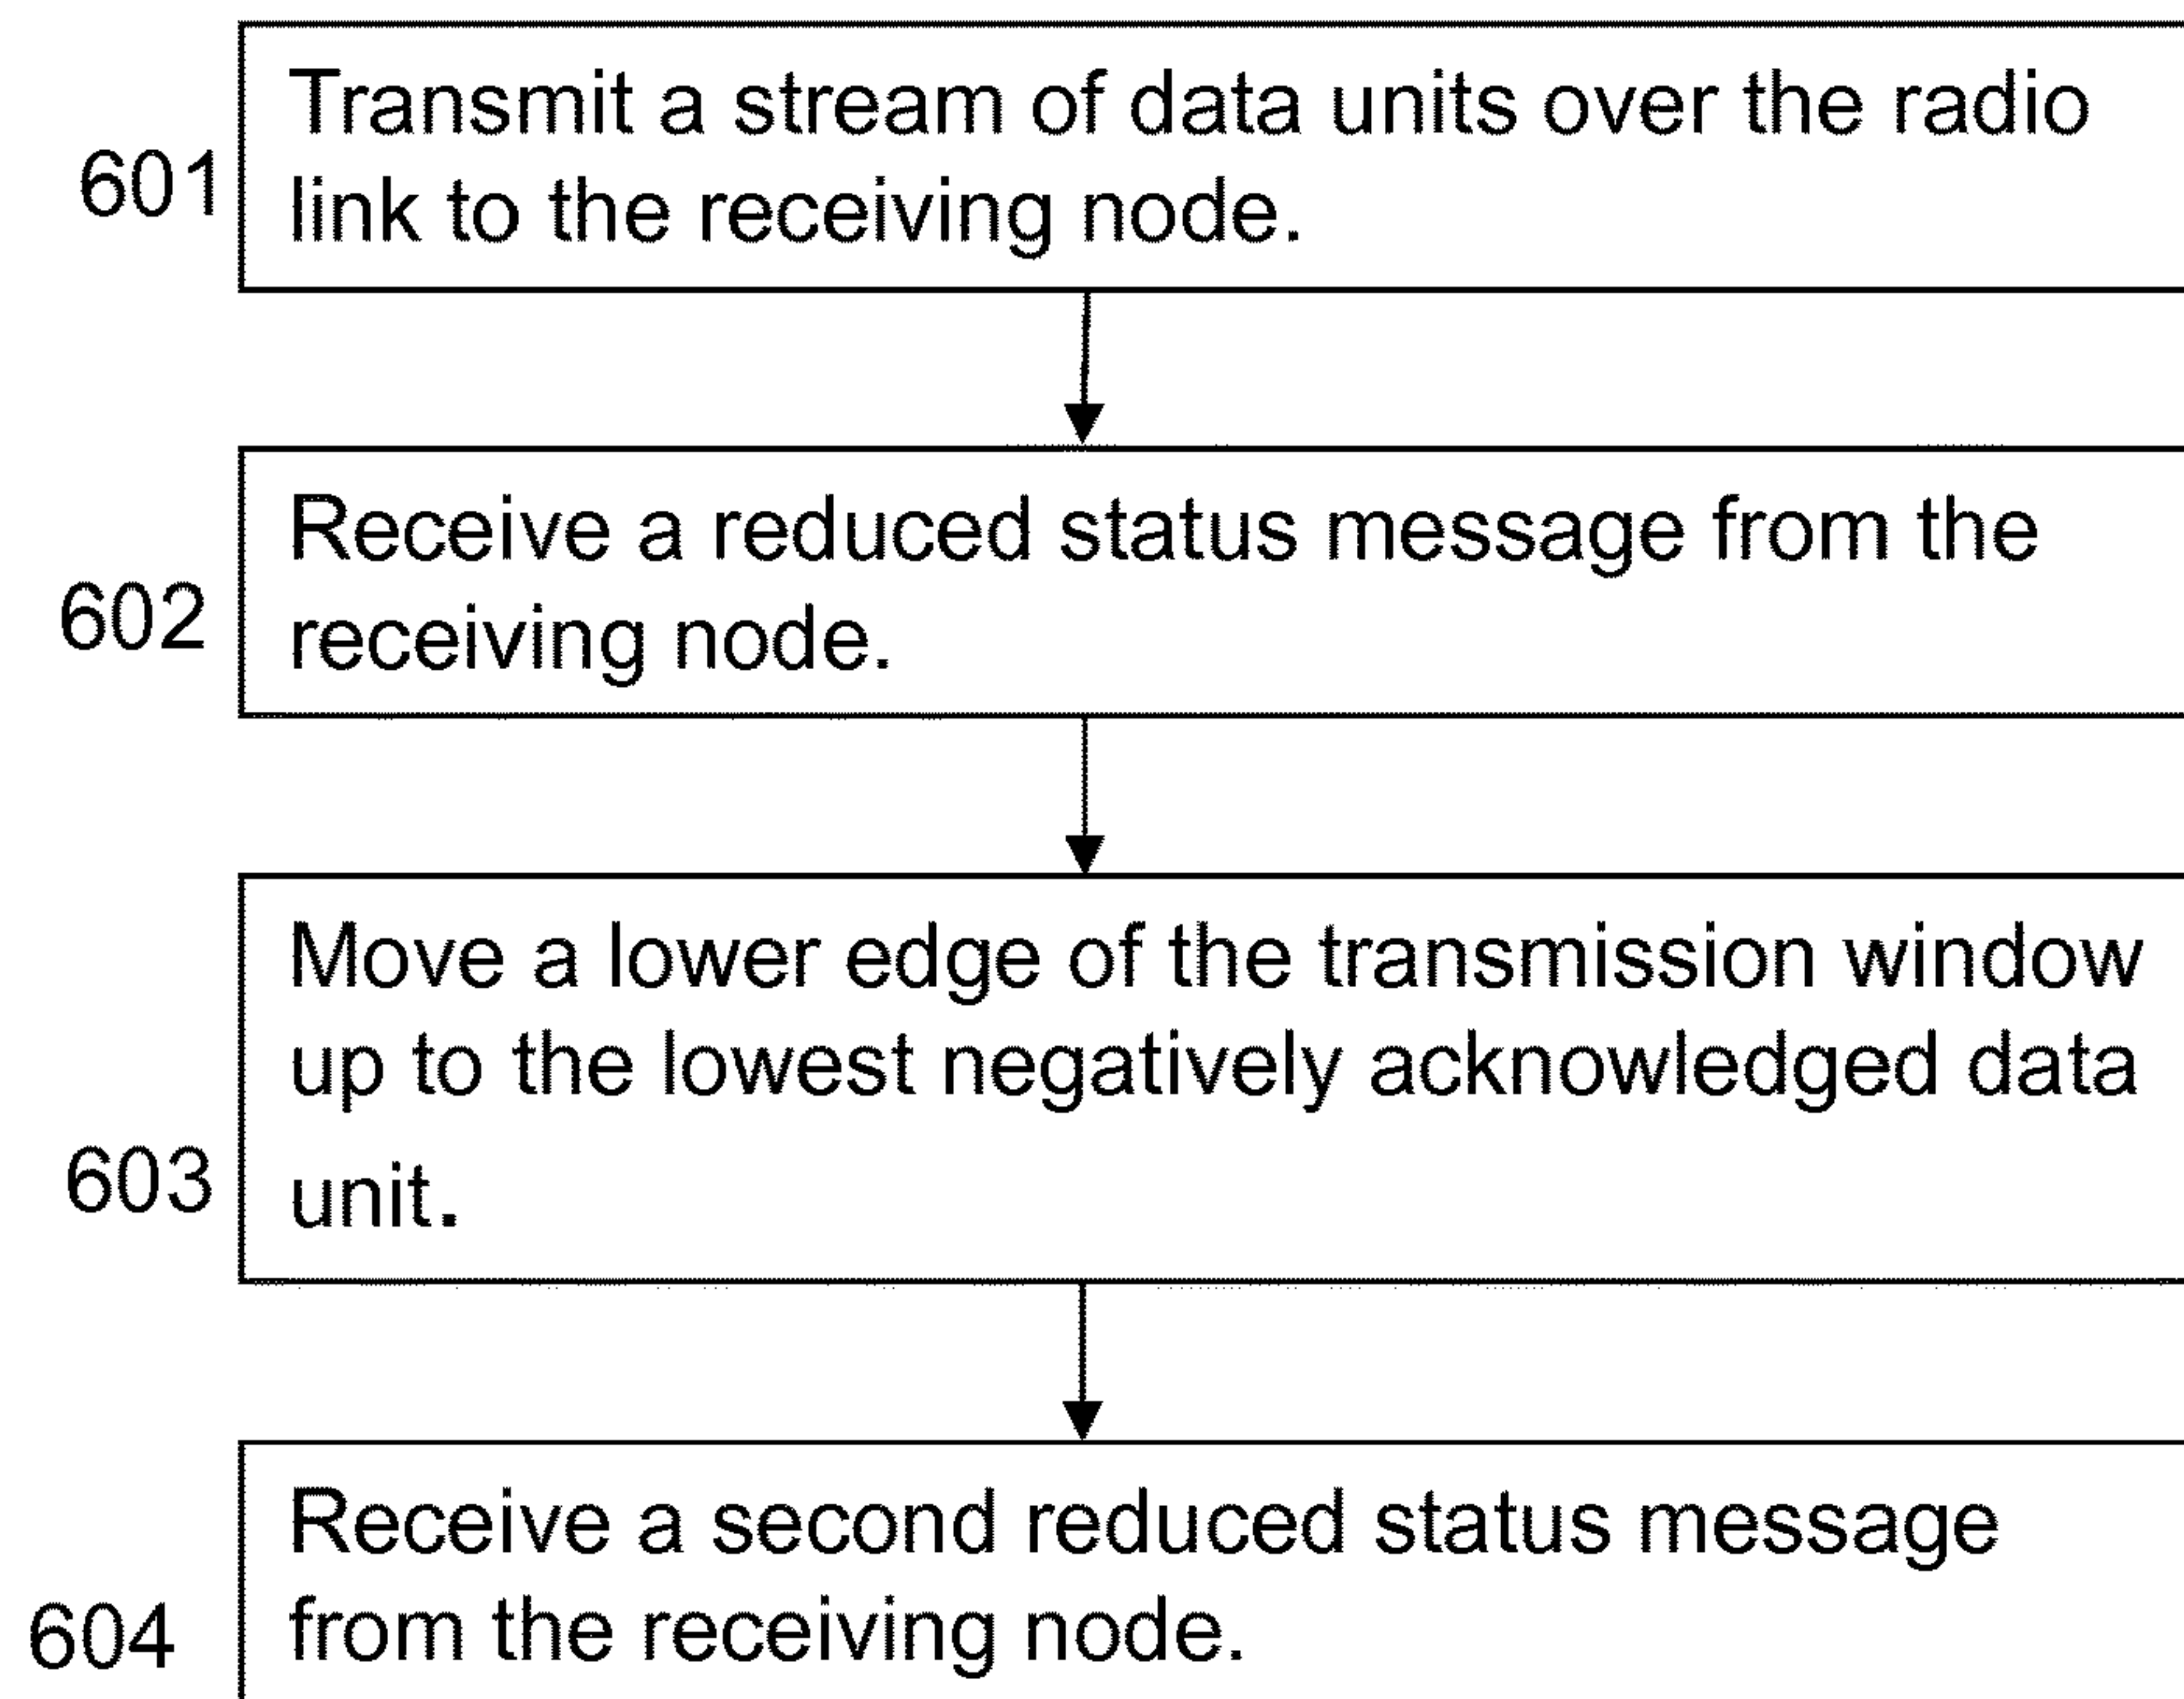 Transmit a stream of data units over the radio
601
link to the receiving node.
Receive a reduced status message from the
602
receiving node.
Move a lower edge of the transmission window
up to the lowest negatively acknowledged data
603
unit.
Receive a second reduced status message
604
from the receiving node.